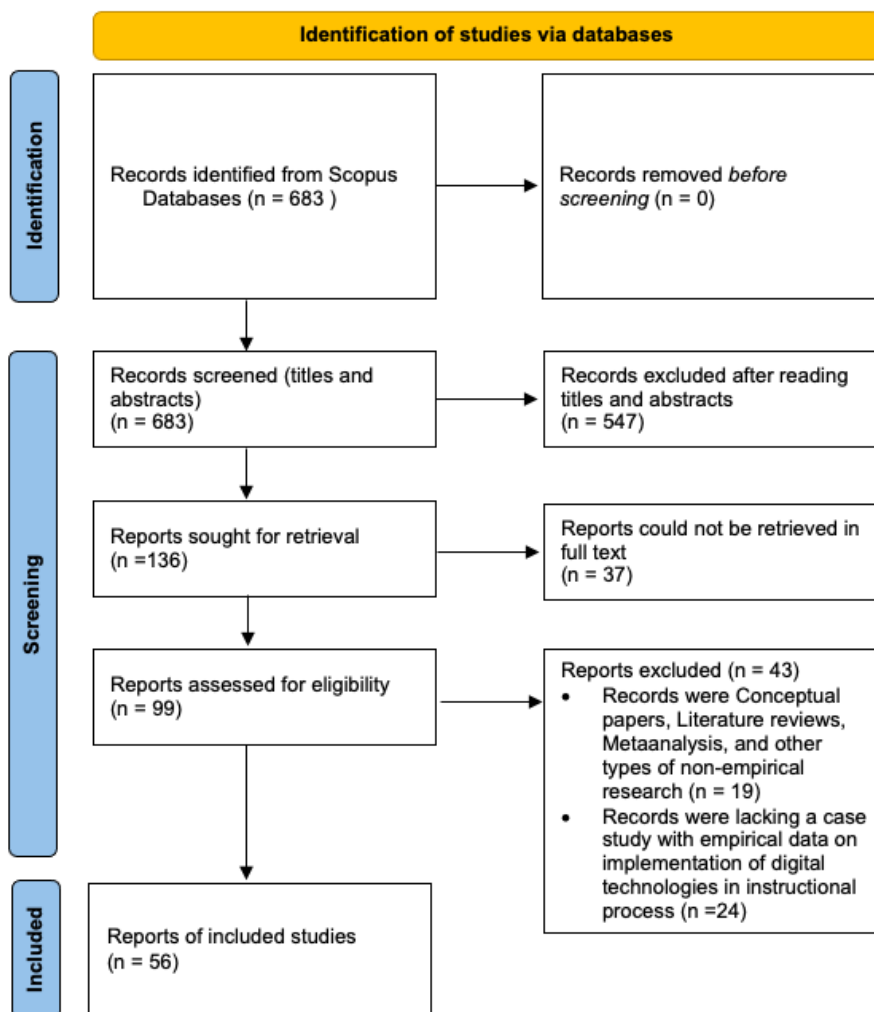 Identification of studies via databases
Identification
Records identified from Scopus
Databases (n = 683 )
Records removed before
screening (n = 0)
Screening
Records screened (titles and
abstracts)
(n = 683)
Records excluded after reading
titles and abstracts
(n = 547)
Reports sought for retrieval
(n =136)
Reports could not be retrieved in
full text
(n = 37)
Reports assessed for eligibility
(n = 99)
Reports excluded (n = 43)
• Records were Conceptual
papers, Literature reviews,
Metaanalysis, and other
types of non-empirical
research (n = 19)
• Records were lacking a case
study with empirical data on
implementation of digital
technologies in instructional
process (n =24)
Included
Reports of included studies
(n = 56)